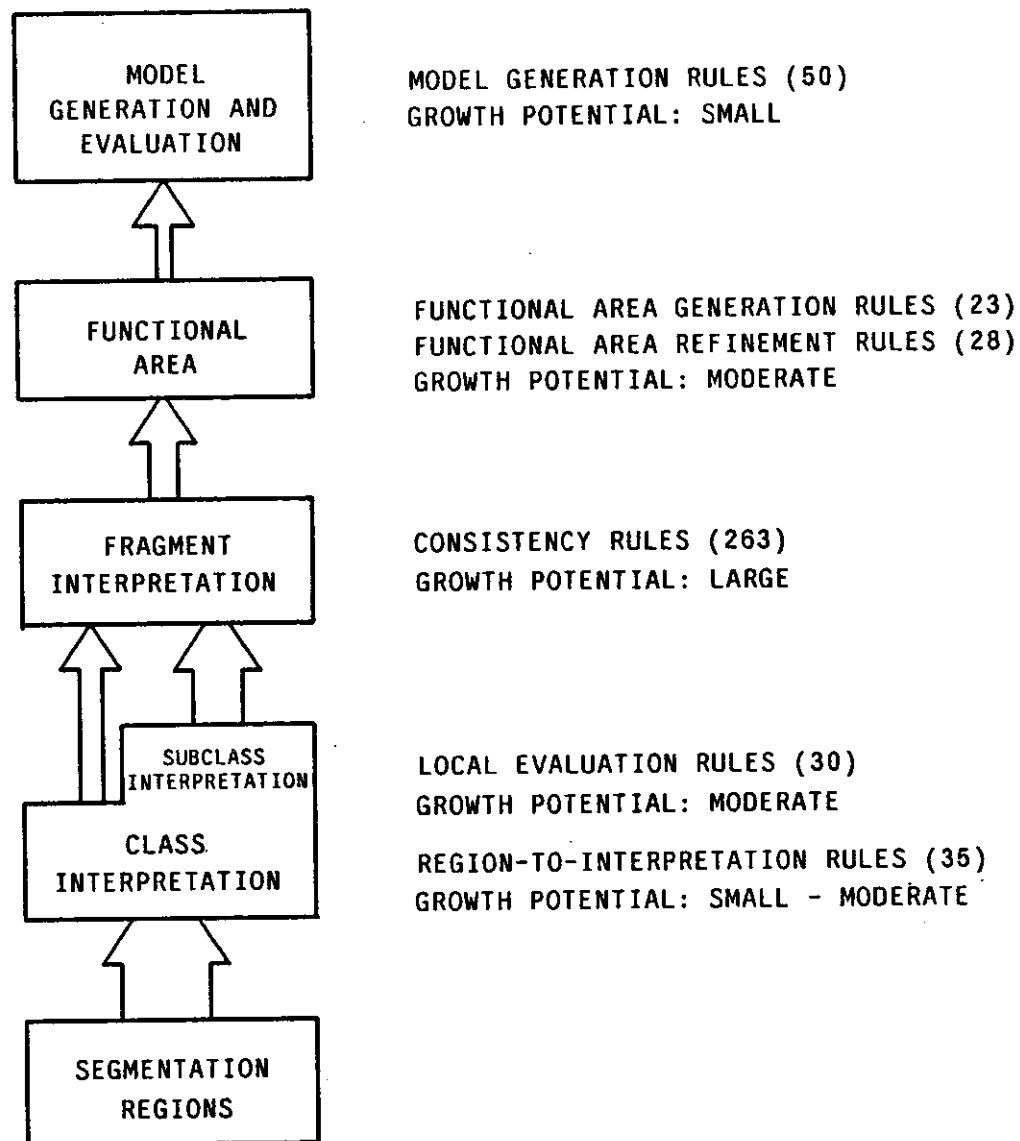 MODEL
GENERATION AND
EVALUATION
MODEL GENERATION RULES (50)
GROWTH POTENTIAL: SMALL
FUNCTIONAL
AREA
FUNCTIONAL AREA GENERATION RULES (23)
FUNCTIONAL AREA REFINEMENT RULES (28)
GROWTH POTENTIAL: MODERATE
FRAGMENT
INTERPRETATION
CONSISTENCY RULES (263)
GROWTH POTENTIAL: LARGE
SUBCLASS
INTERPRETATION
LOCAL EVALUATION RULES (30)
GROWTH POTENTIAL: MODERATE
CLASS
INTERPRETATION
REGION-TO-INTERPRETATION RULES (35)
GROWTH POTENTIAL: SMALL - MODERATE
SEGMENTATION
REGIONS